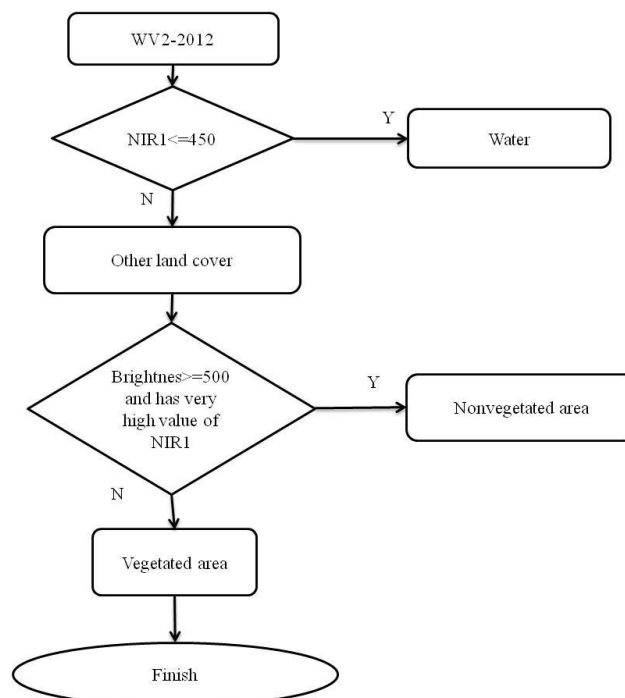 WV2-2012
NIR1<=450
Y
Water
N
Other land cover
Brightnes>=500
and has very
high value of
NIR1
Y
Nonvegetated area
N
Vegetated area
Finish